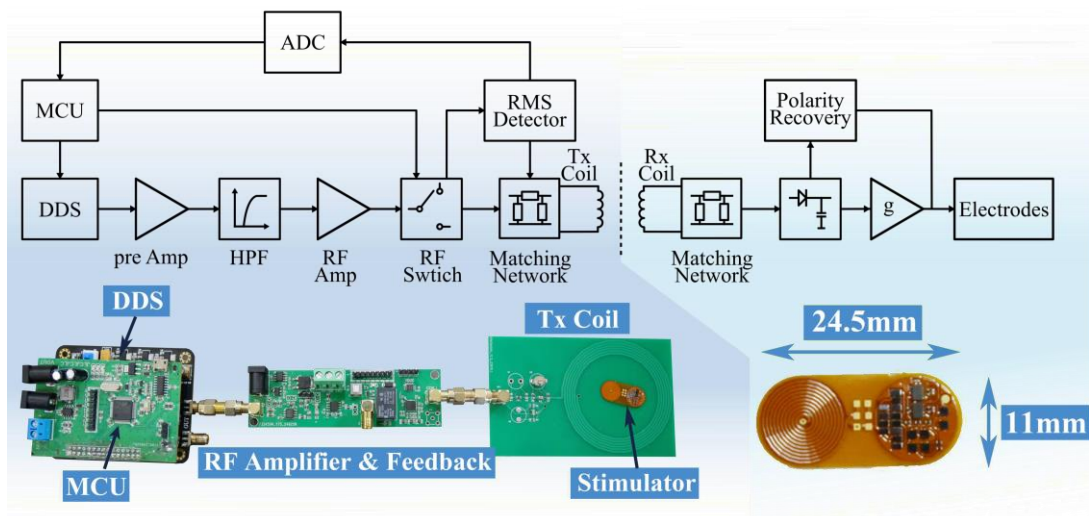 ADC
MCU
RMS
Detector
Polarity
Recovery
Tx
Coil
Rx
Coil
DDS
g
Electrodes
pre Amp
HPF
RF
Amp
RF
Swtich
Matching
Network
Matching
Network
DDS
Tx Coil
24.5mm
11mm
RF Amplifier & Feedback
MCU
Stimulator